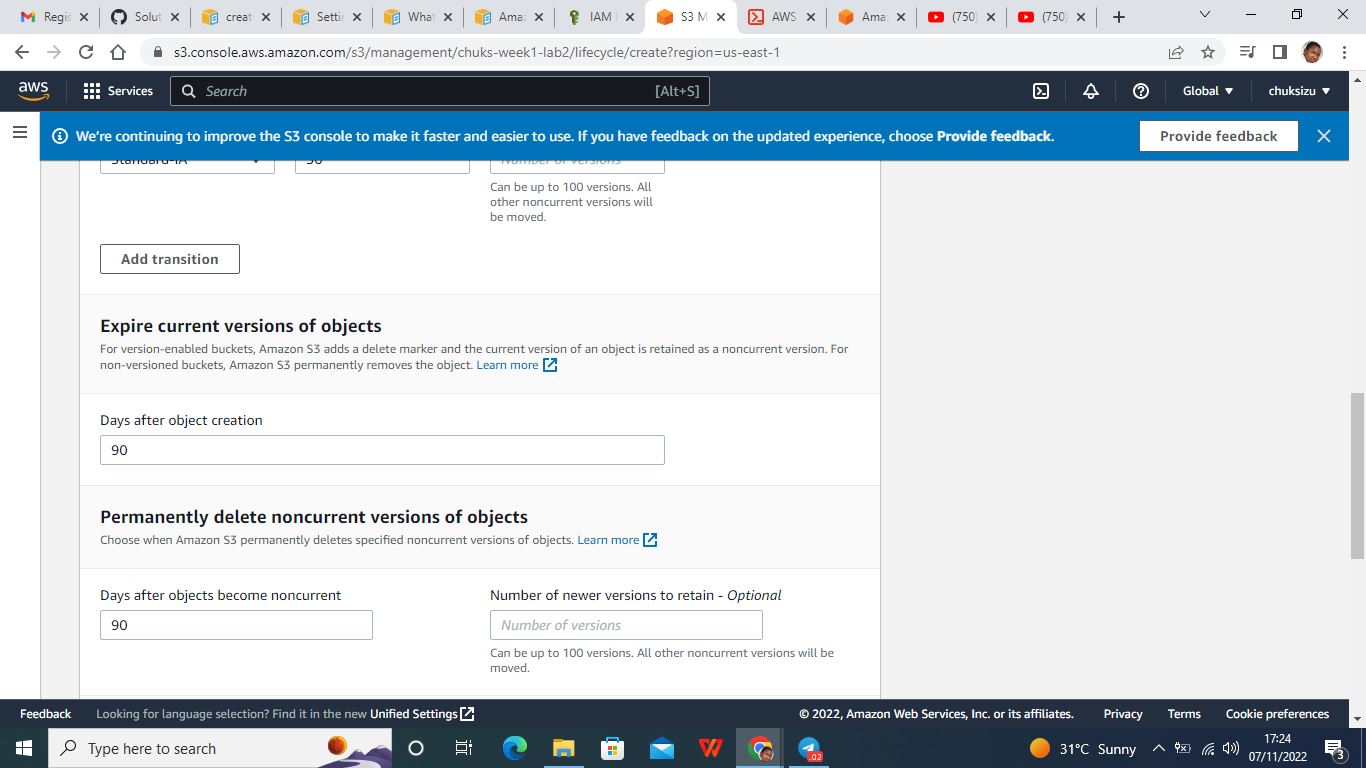 Regis
Solut
creat
Setti
What
Ama
IAM
S3 M
AWS
Ama
(750)
(750)
s3.console.aws.amazon.com/s3/management/chuks-week1-lab2/lifecycle/create?region=us-east-1
aws
Services
Search
[Alt+S]
Global
chuksizu
We're continuing to improve the S3 console to make it faster and easier to use. If you have feedback on the updated experience, choose Provide feedback.
Provide feedback
Standard-IA
Number of versions
Can be up to 100 versions. All
other noncurrent versions will
be moved.
Add transition
Expire current versions of objects
For version-enabled buckets, Amazon S3 adds a delete marker and the current version of an object is retained as a noncurrent version. For
non-versioned buckets, Amazon S3 permanently removes the object. Learn more
Days after object creation
90
Permanently delete noncurrent versions of objects
Choose when Amazon S3 permanently deletes specified noncurrent versions of objects. Learn more
Days after objects become noncurrent
90
Number of newer versions to retain - Optional
Number of versions
Can be up to 100 versions. All other noncurrent versions will be
moved.
Feedback
Looking for language selection? Find it in the new Unified Settings
© 2022, Amazon Web Services, Inc. or its affiliates.
Privacy
Terms
Cookie preferences
Type here to search
.02
31°C Sunny
17:24
07/11/2022
3